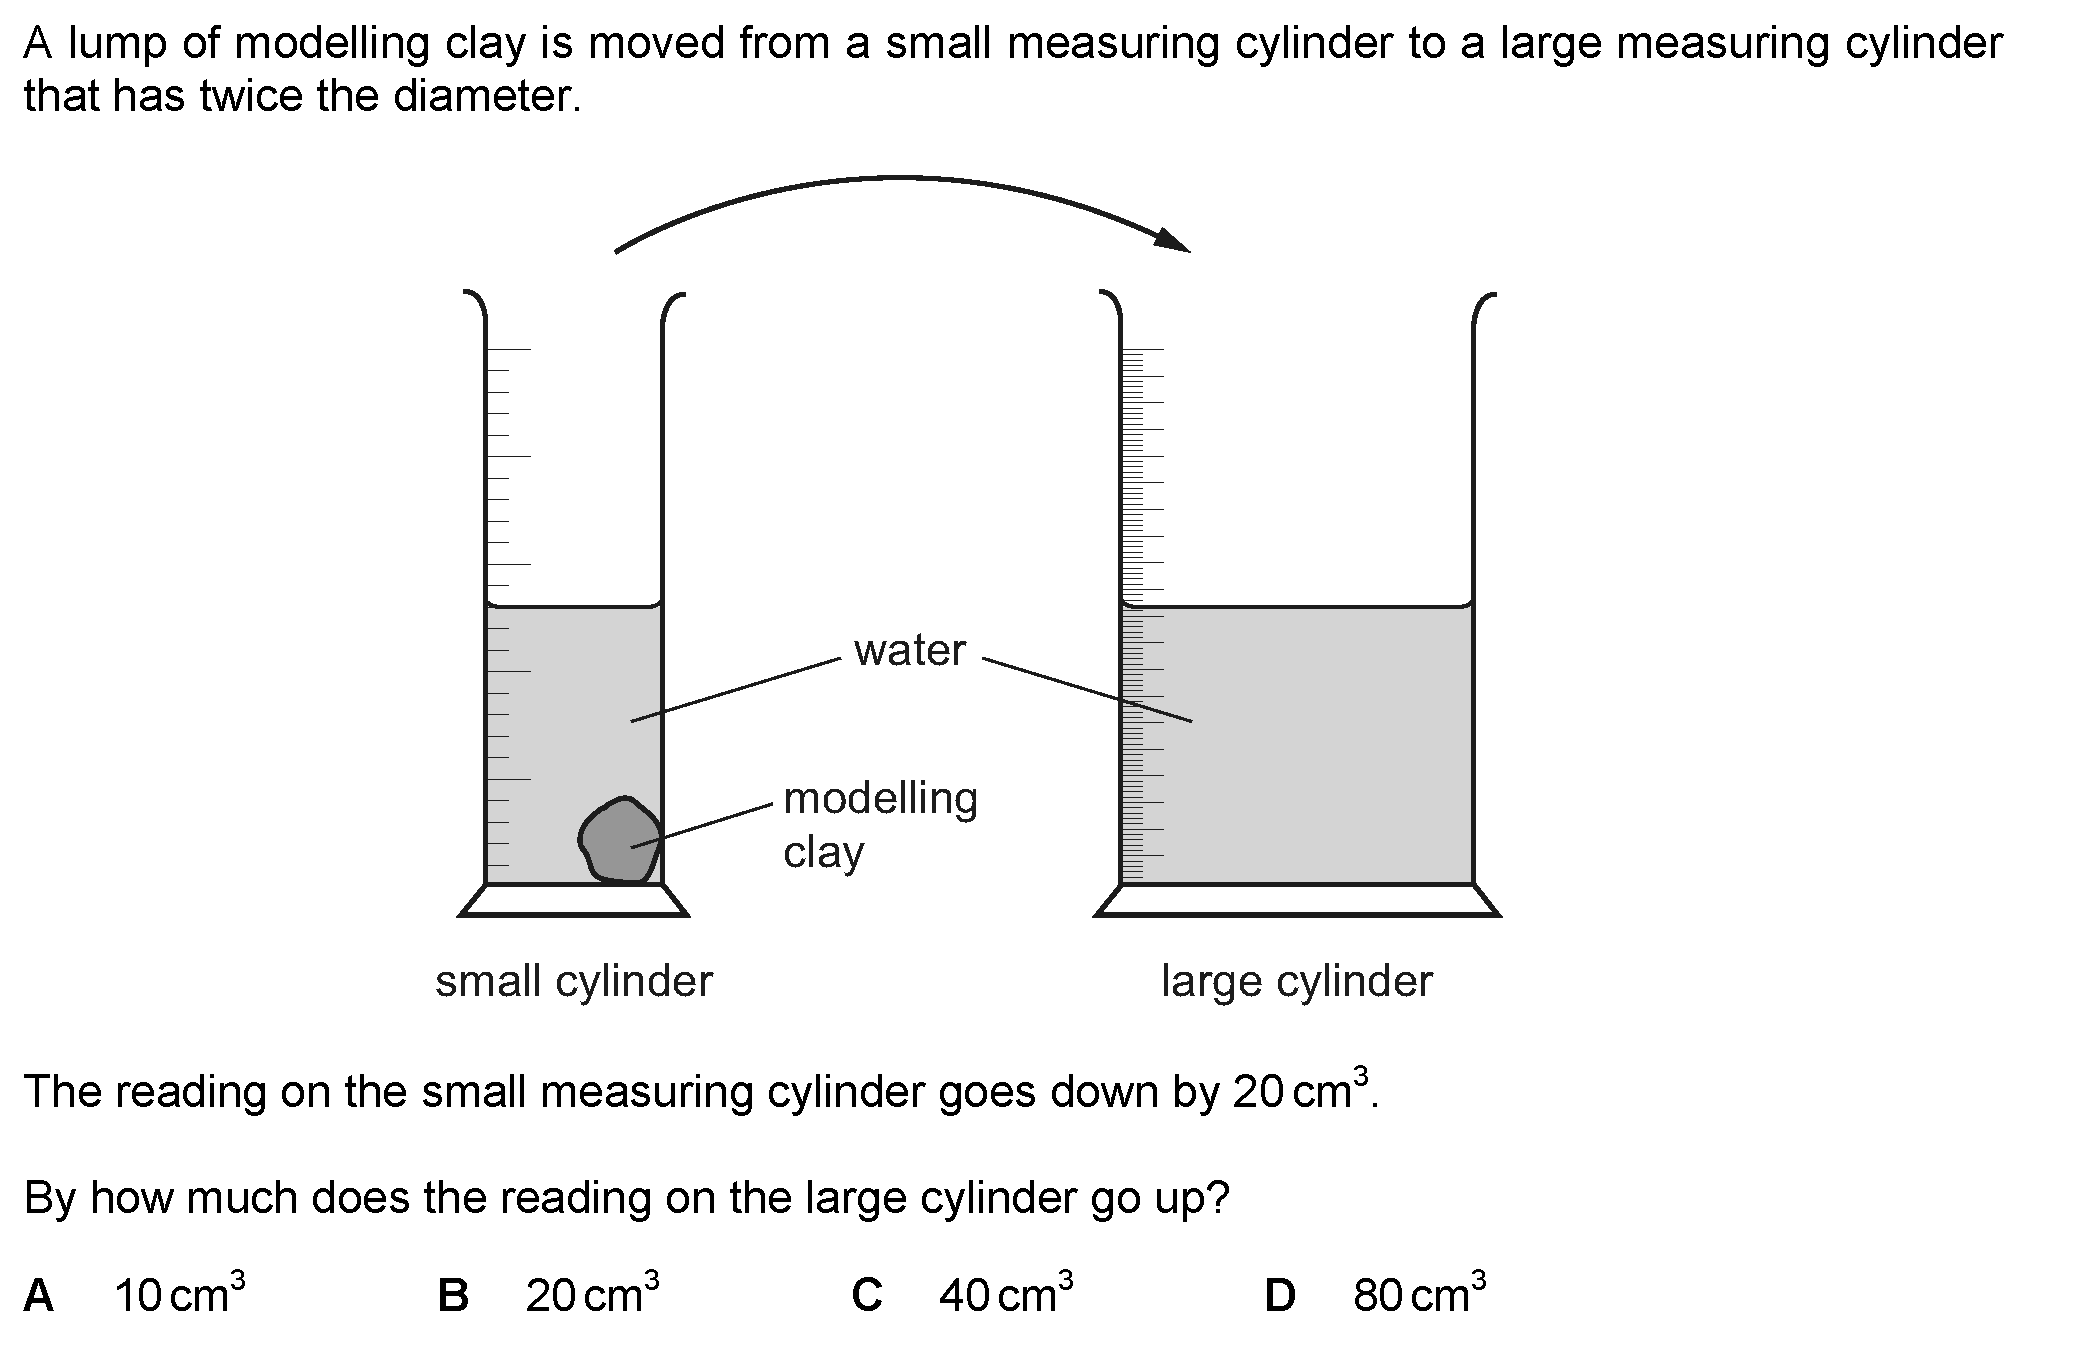 A lump of modelling clay is moved from a small measuring cylinder to a large measuring cylinder
that has twice the diameter.
water
modelling
clay
small cylinder
large cylinder
The reading on the small measuring cylinder goes down by 20 cm³.
By how much does the reading on the large cylinder go up?
A 10 cm³ B 20 cm³ C 40 cm³ D 80 cm³